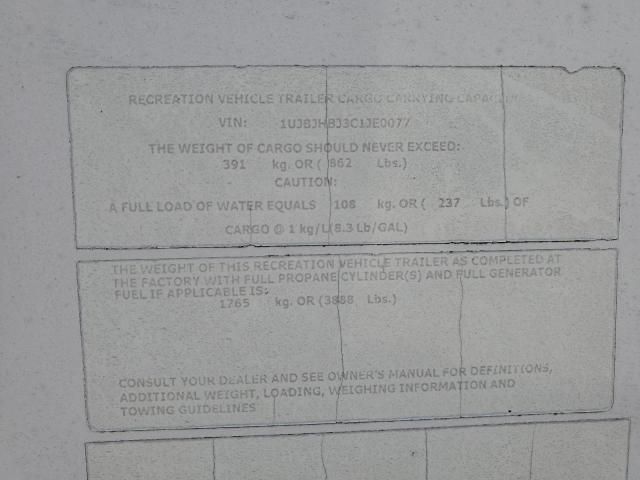 RECREATION VEHICLE TRAILER CARGO CARRYING
VIN: 1UJBJHBJ3C1JE0077
THE WEIGHT OF CARGO SHOULD NEVER EXCEED:
391 kg. OR ( 862 Lbs.)
CAUTION:
A FULL LOAD OF WATER EQUALS 108 kg. OR ( 237 Lbs.) OF
CARGO @ 1 kg/L(8.3 Lb/GAL)
THE WEIGHT OF THIS RECREATION VEHICLE TRAILER AS COMPLETED AT
THE FACTORY WITH FULL PROPANE CYLINDER(S) AND FULL GENERATOR
FUEL IF APPLICABLE IS:
1765 kg. OR (3888 Lbs.)
CONSULT YOUR DEALER AND SEE OWNER'S MANUAL FOR DEFINITIONS,
ADDITIONAL WEIGHT, LOADING, WEIGHING INFORMATION AND
TOWING GUIDELINES